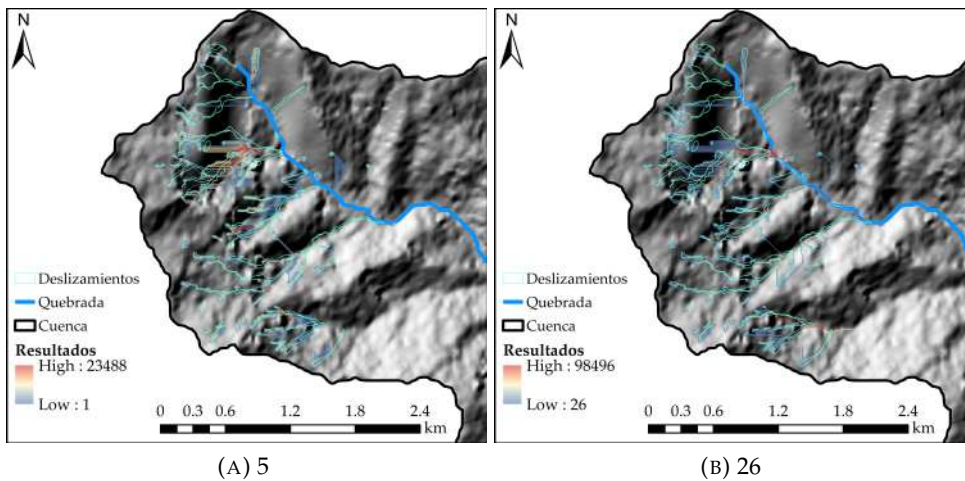 N
Deslizamientos
Quebrada
Cuenca
Resultados
High : 23488
Low : 1
0 0.3 0.6 1.2 1.8 2.4
km
(A) 5
N
Deslizamientos
Quebrada
Cuenca
Resultados
High : 98496
Low : 26
0 0.3 0.6 1.2 1.8 2.4
km
(B) 26